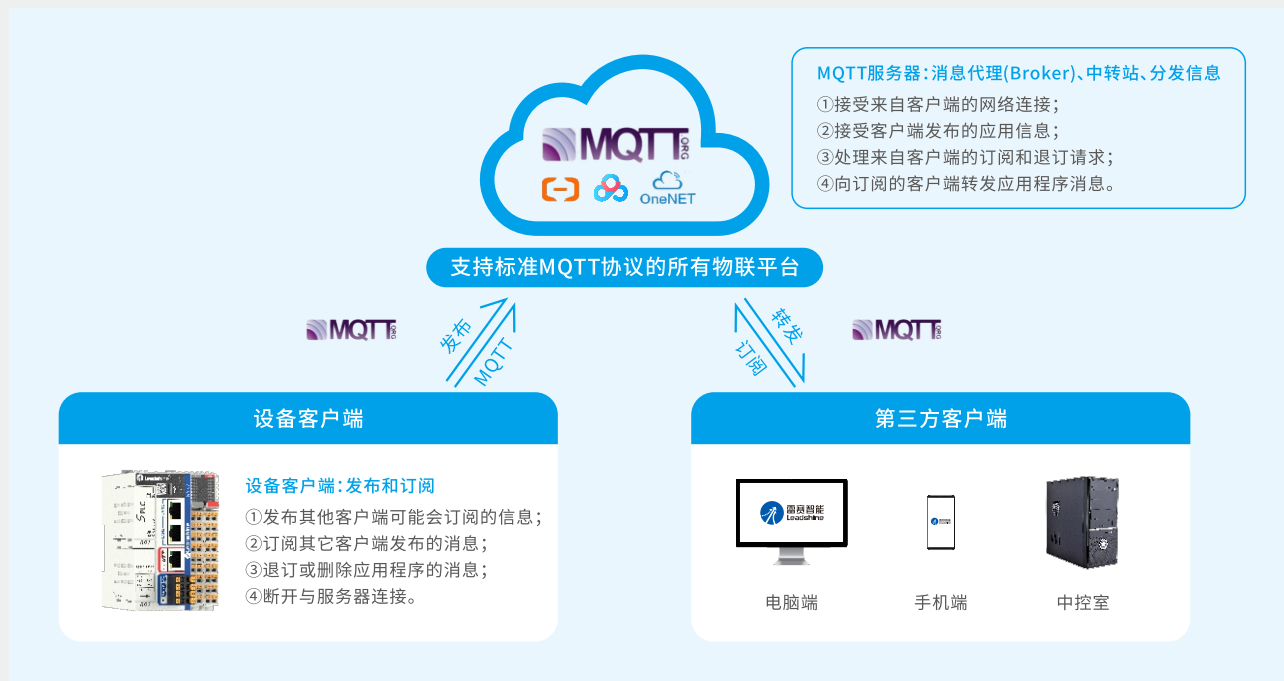 MQTT服务器：消息代理(Broker)、中转站、分发信息
①接受来自客户端的网络连接；
②接受客户端发布的应用信息；
③处理来自客户端的订阅和退订请求；
④向订阅的客户端转发应用程序消息。
MQTT.ORG
OneNET
支持标准MQTT协议的所有物联平台
MQTT.ORG
发布
MQTT
转发
订阅
MQTT.ORG
设备客户端
Leadshine
设备客户端：发布和订阅
①发布其他客户端可能会订阅的信息；
②订阅其它客户端发布的消息；
③退订或删除应用程序的消息；
④断开与服务器连接。
第三方客户端
雷赛智能
Leadshine
电脑端
手机端
中控室